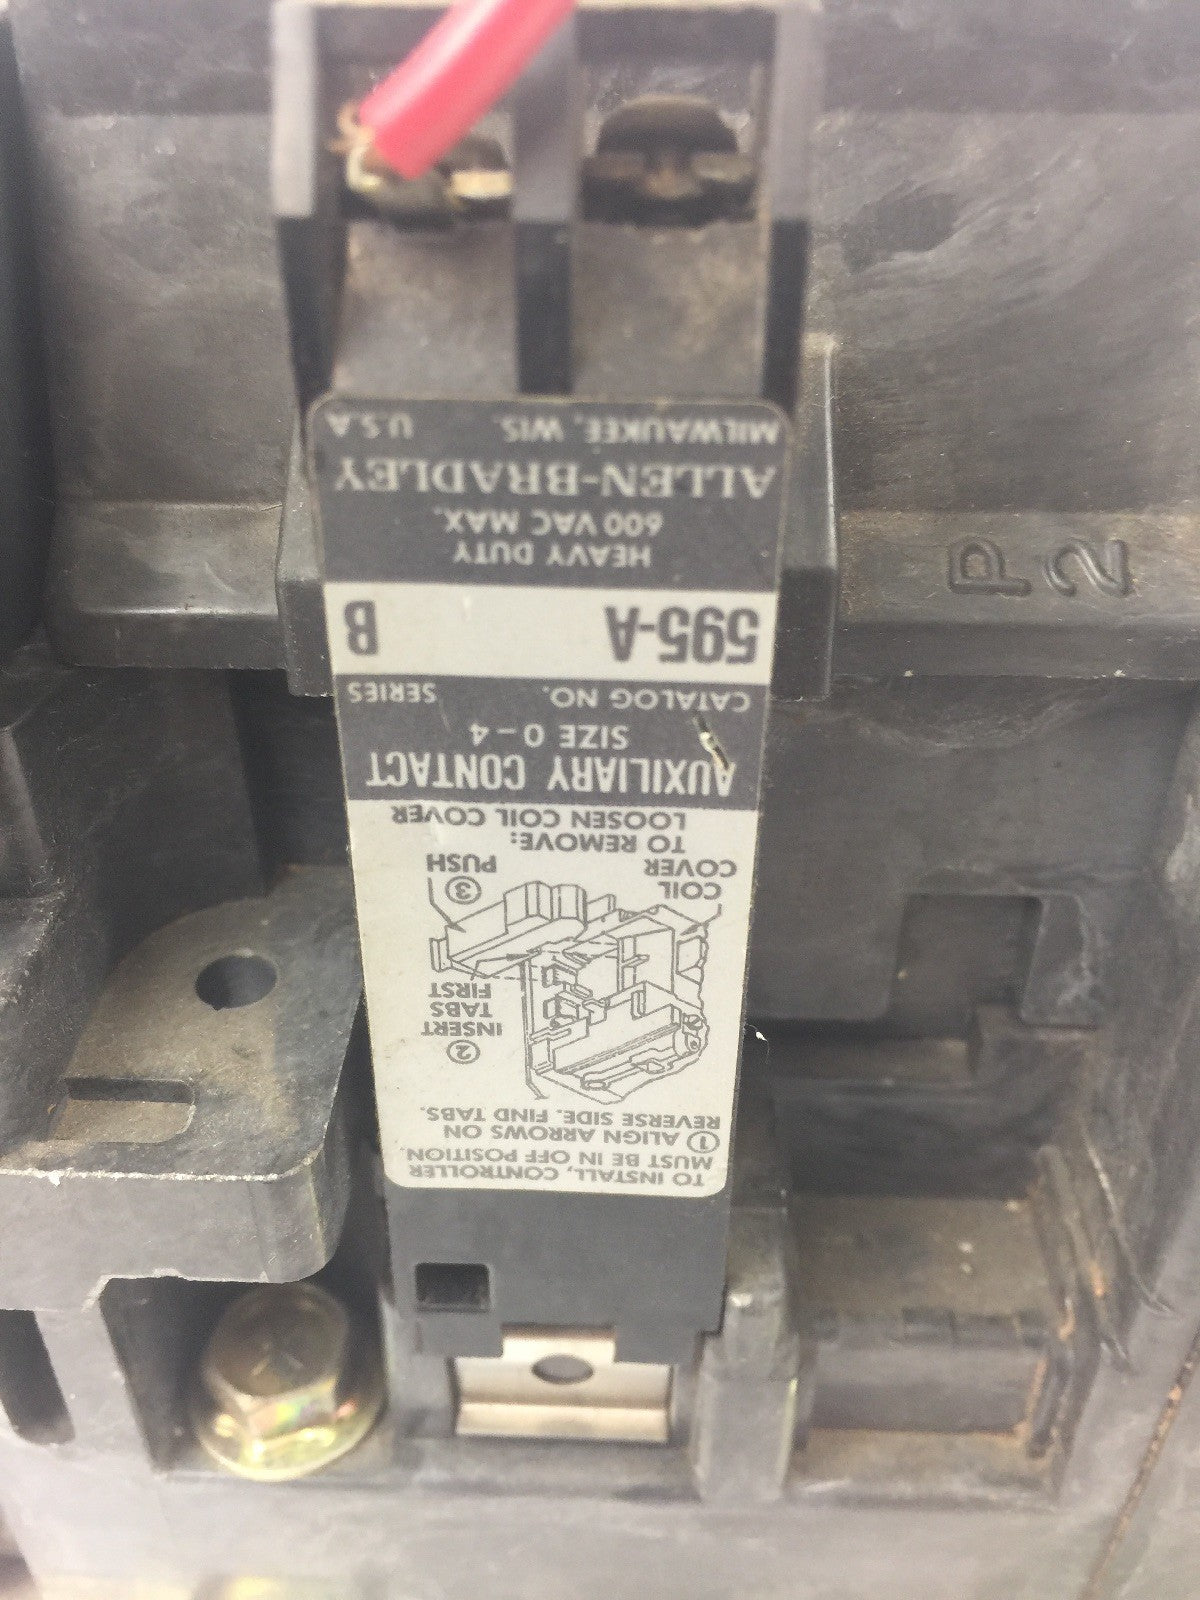 TO INSTALL, CONTROLLER
MUST BE IN OFF POSITION.
① ALIGN ARROWS ON
REVERSE SIDE. FIND TABS.
② INSERT
TABS
FIRST
③ PUSH
COIL
COVER
TO REMOVE:
LOOSEN COIL COVER
AUXILIARY CONTACT
SIZE 0-4
CATALOG NO. SERIES
595-A B
HEAVY DUTY
600 VAC MAX.
ALLEN-BRADLEY
MILWAUKEE, WIS. U.S.A
P2